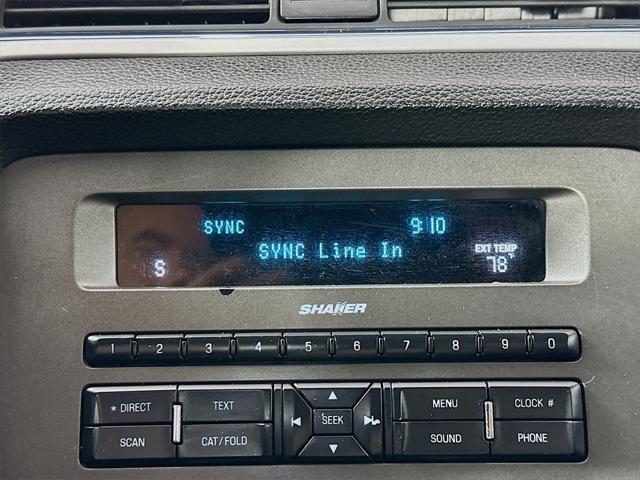 SYNC 9:10
SYNC Line In
EXT TEMP
S 78°F
SHAKER
1 2 3 4 5 6 7 8 9 0
* DIRECT TEXT MENU CLOCK #
SEEK
SCAN CAT/FOLD SOUND PHONE